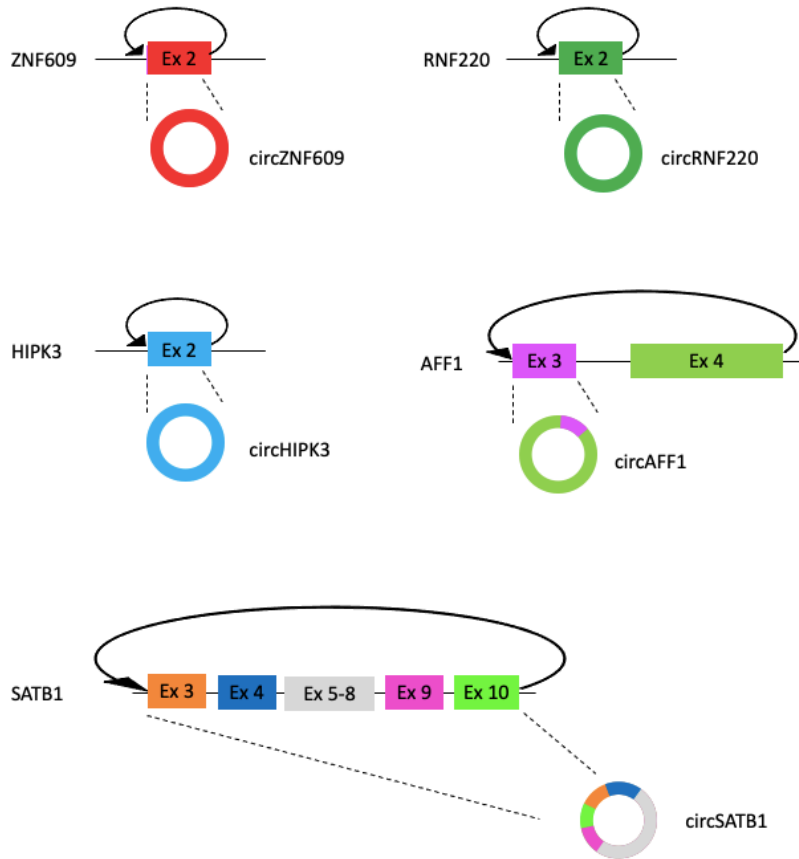 ZNF609
Ex 2
circZNF609
RNF220
Ex 2
circRNF220
HIPK3
Ex 2
circHIPK3
AFF1
Ex 3
Ex 4
circAFF1
SATB1
Ex 3
Ex 4
Ex 5-8
Ex 9
Ex 10
circSATB1